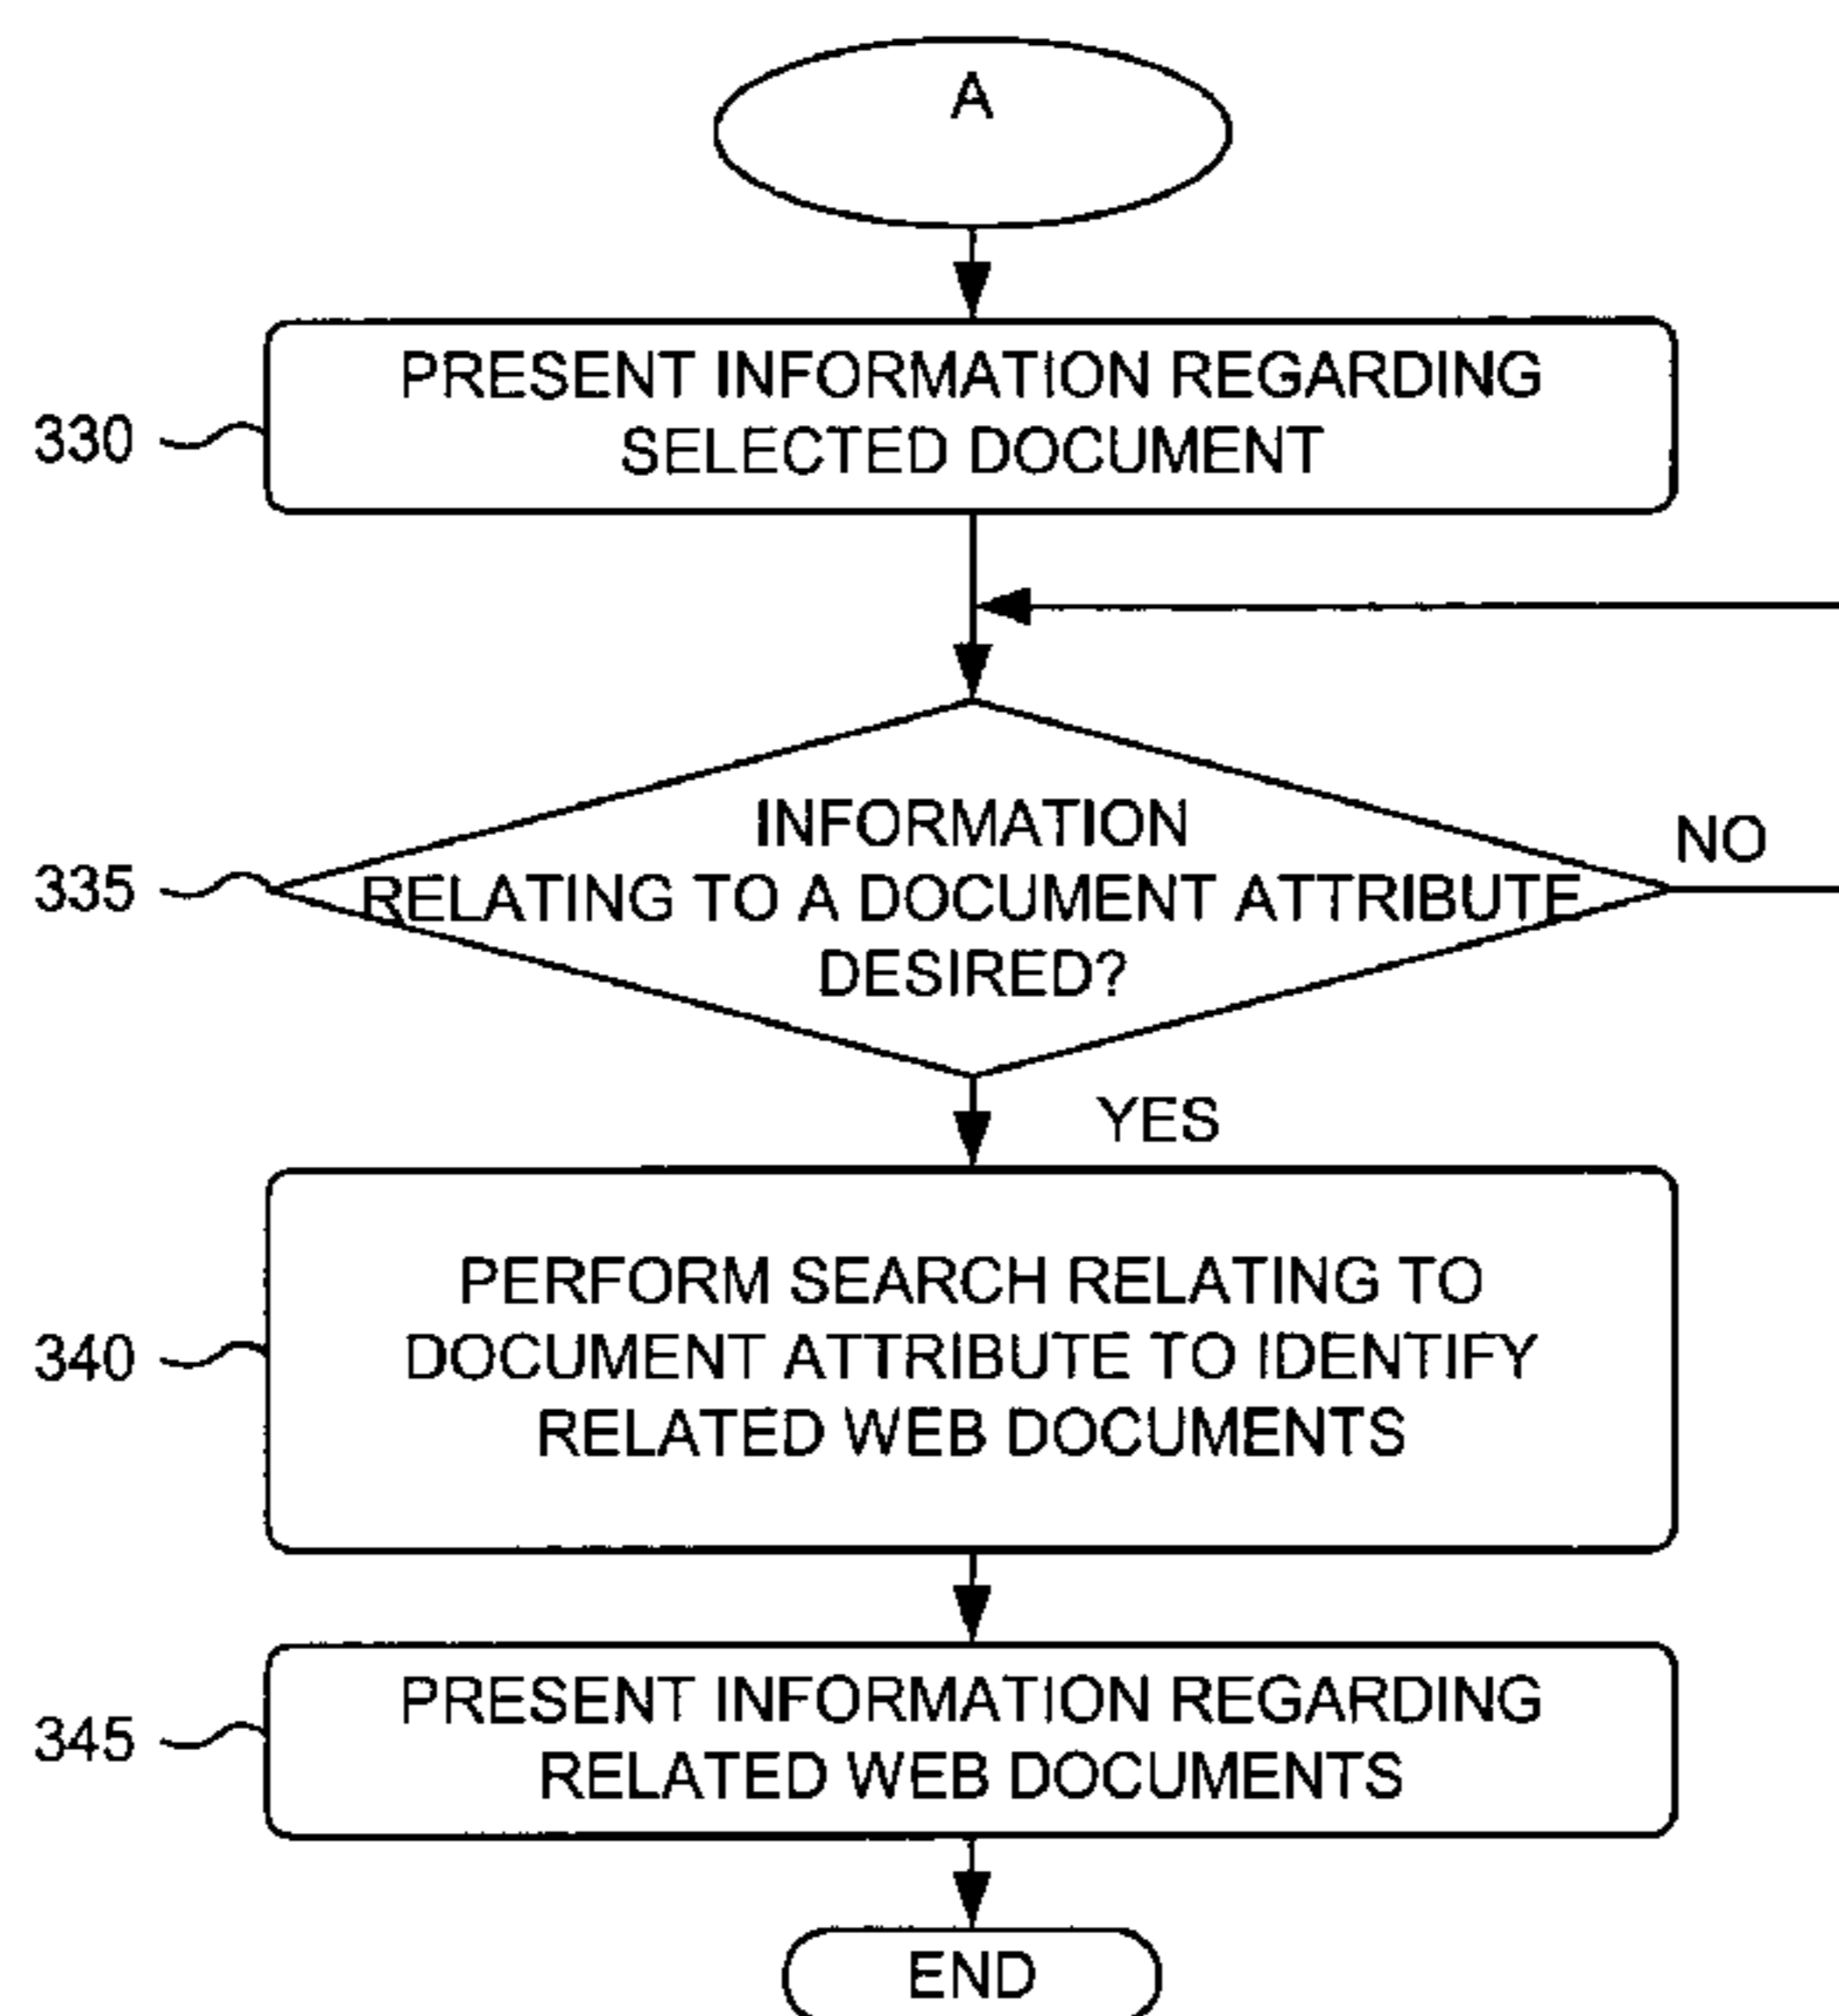 A
PRESENT INFORMATION REGARDING
SELECTED DOCUMENT
330
INFORMATION
RELATING TO A DOCUMENT ATTRIBUTE
DESIRED?
335
NO
YES
PERFORM SEARCH RELATING TO
DOCUMENT ATTRIBUTE TO IDENTIFY
RELATED WEB DOCUMENTS
340
PRESENT INFORMATION REGARDING
RELATED WEB DOCUMENTS
345
END